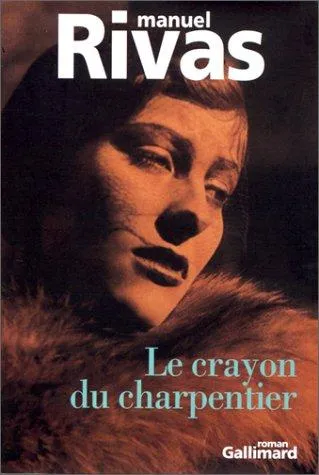 manuel
Rivas
Le crayon
du charpentier
roman
Gallimard